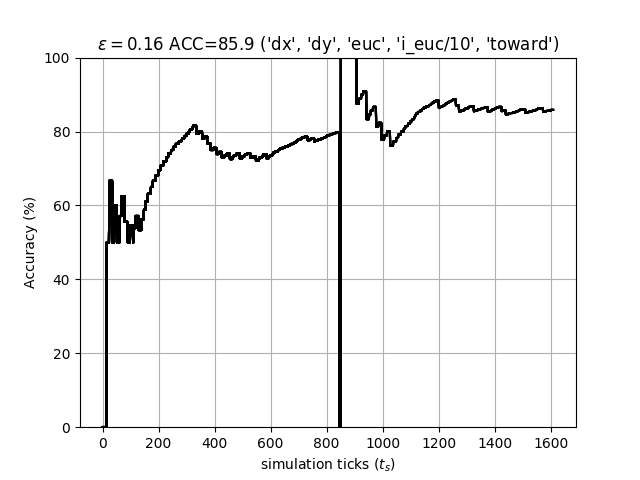 ε = 0.16 ACC=85.9 ('dx', 'dy', 'euc', 'i_euc/10', 'toward')
100
80
60
40
20
0
Accuracy (%)
0 200 400 600 800 1000 1200 1400 1600
simulation ticks (tₛ)